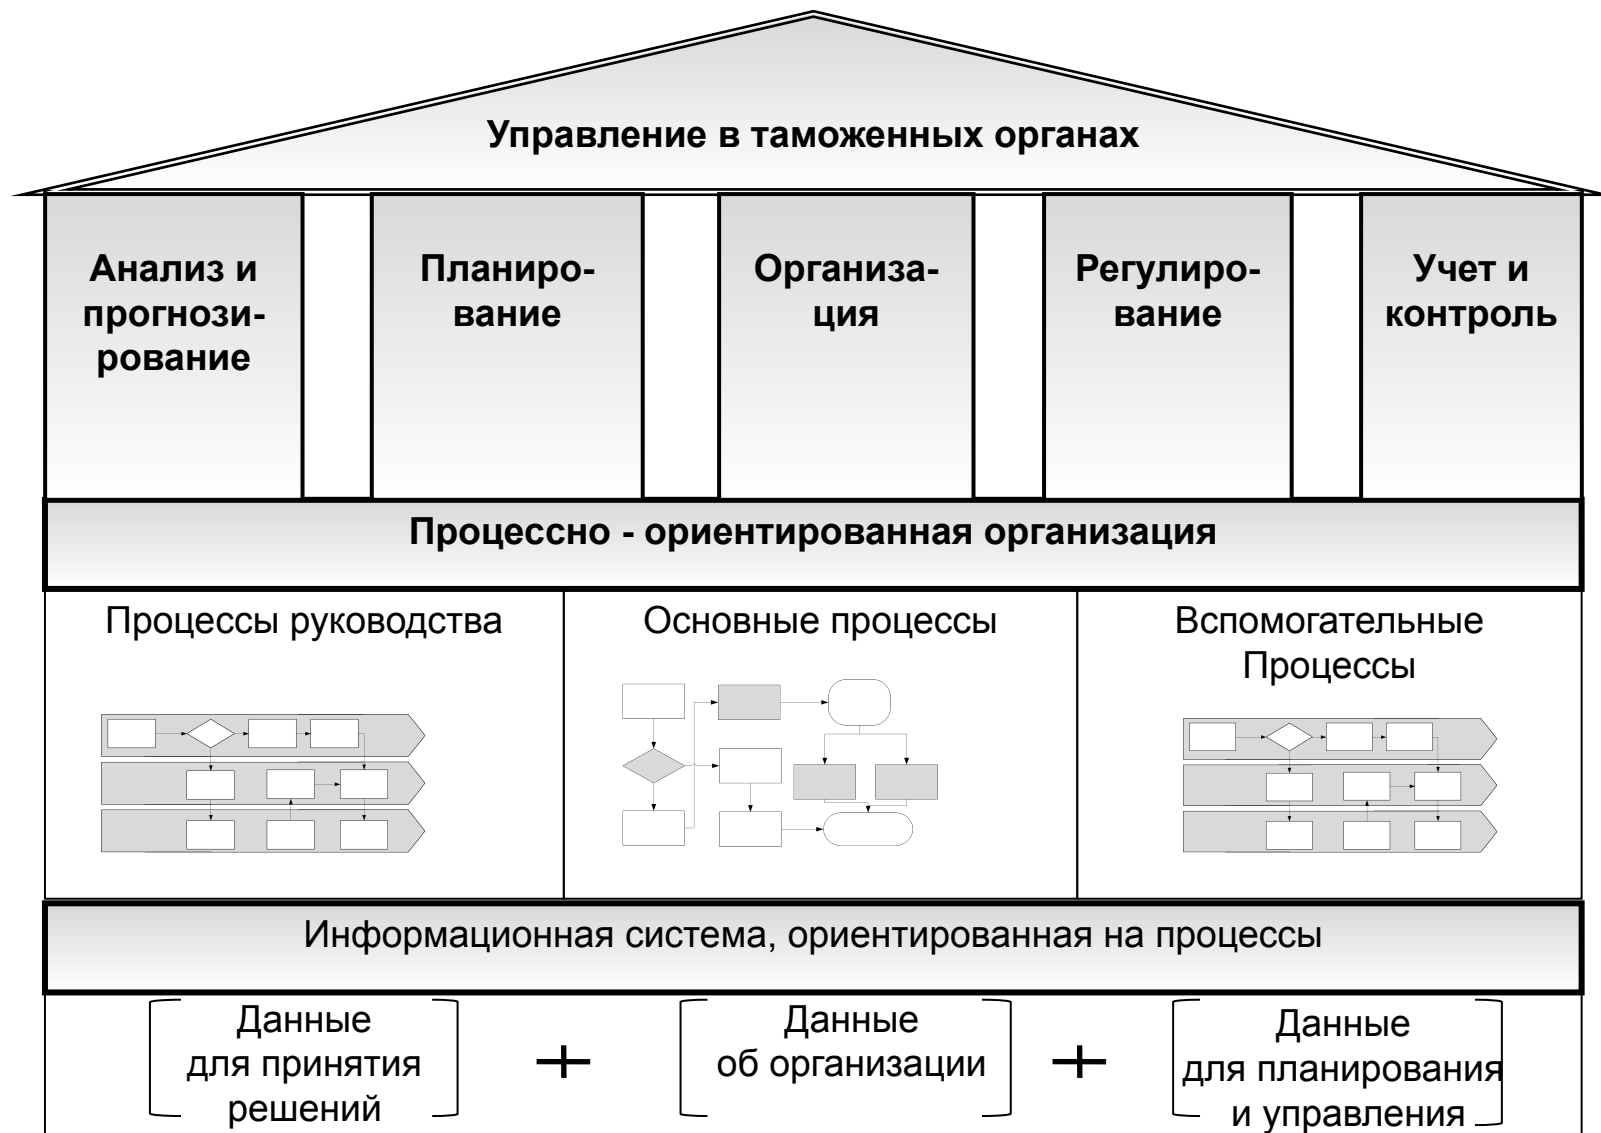 Управление в таможенных органах
Анализ и
прогнози-
рование
Планиро-
вание
Организа-
ция
Регулиро-
вание
Учет и
контроль
Процессно - ориентированная организация
Процессы руководства
Основные процессы
Вспомогательные
Процессы
Информационная система, ориентированная на процессы
Данные
для принятия
решений
+
Данные
об организации
+
Данные
для планирования
и управления